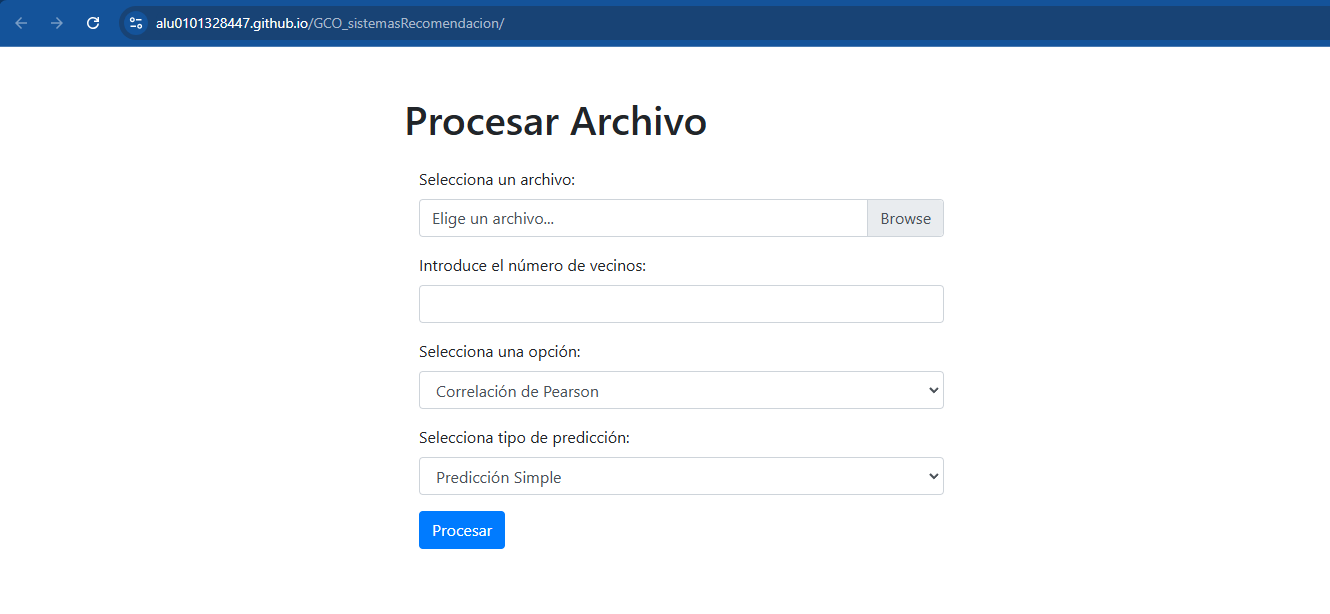 alu0101328447.github.io/GCO_sistemasRecomendacion/
Procesar Archivo
Selecciona un archivo:
Elige un archivo... Browse
Introduce el número de vecinos:
Selecciona una opción:
Correlación de Pearson
Selecciona tipo de predicción:
Predicción Simple
Procesar